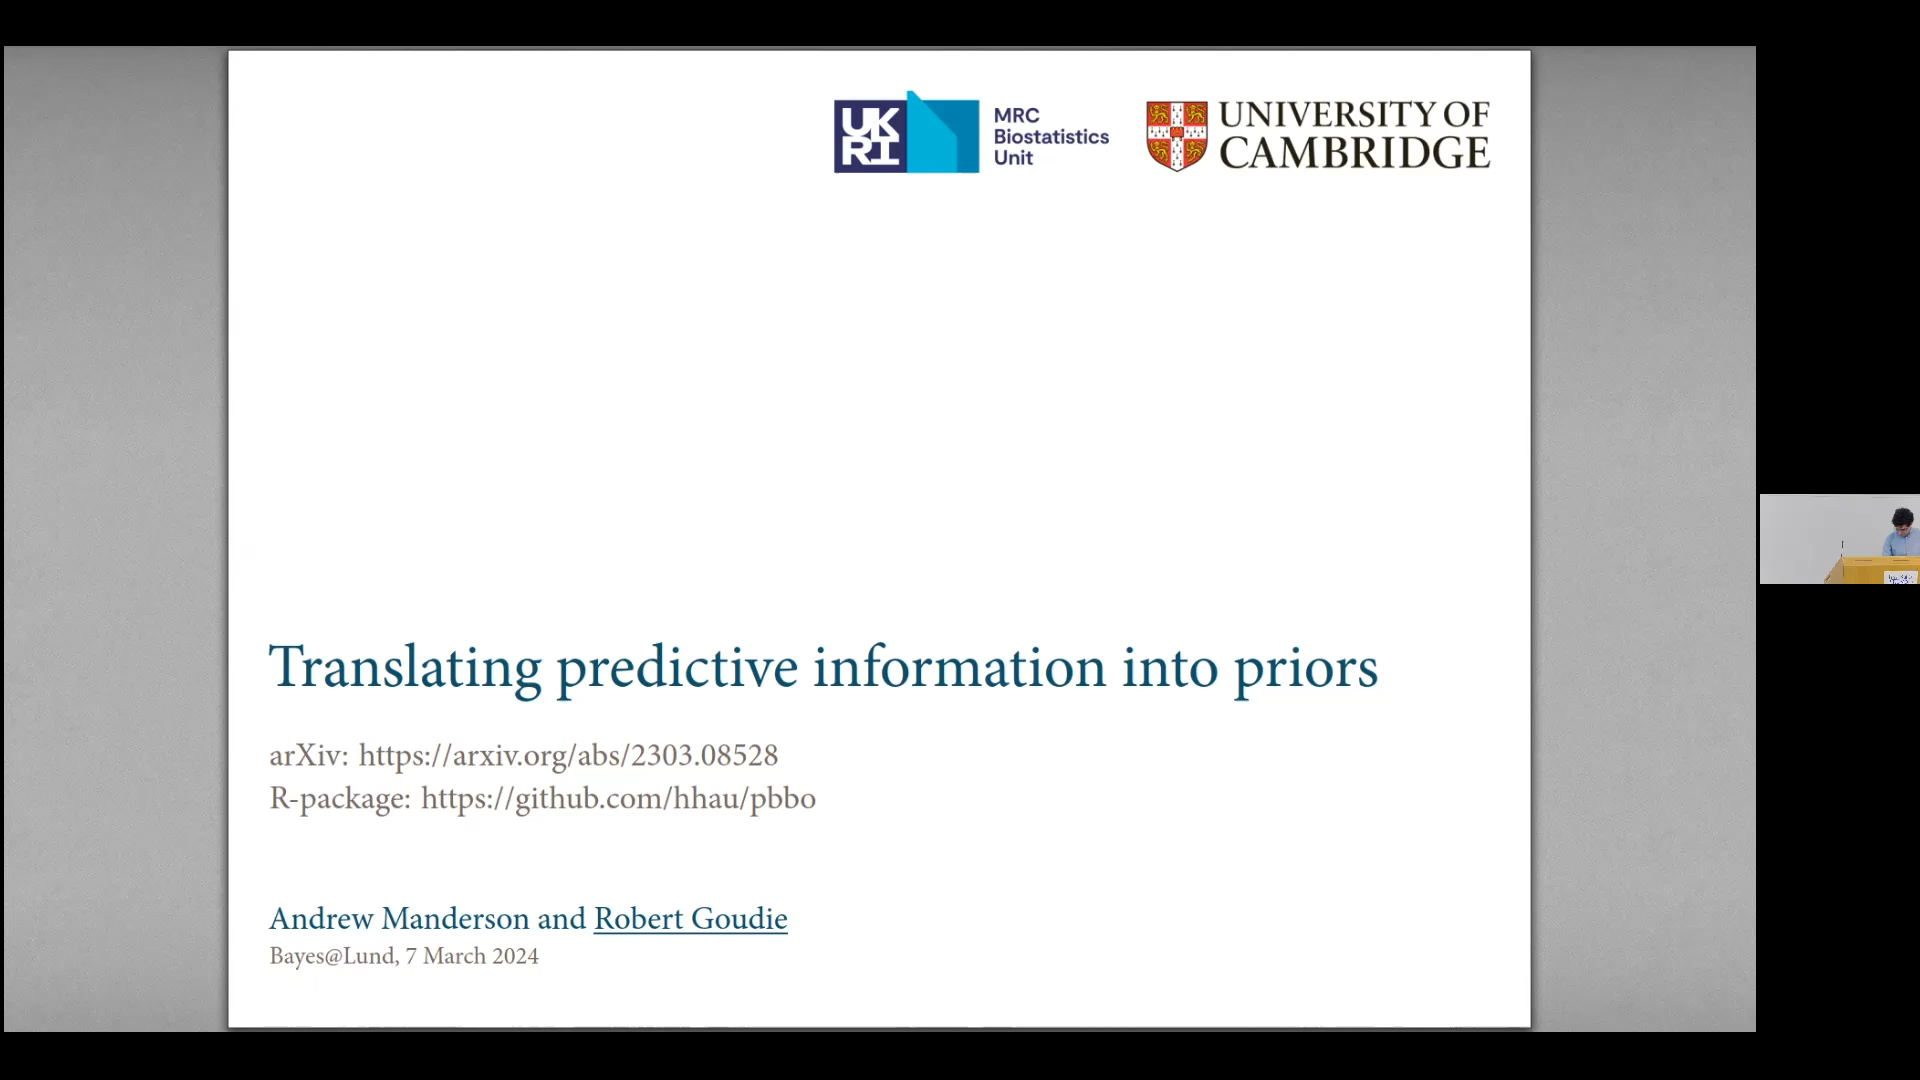 UK
RI
MRC
Biostatistics
Unit
UNIVERSITY OF
CAMBRIDGE
Translating predictive information into priors
arXiv: https://arxiv.org/abs/2303.08528
R-package: https://github.com/hhau/pbbo
Andrew Manderson and Robert Goudie
Bayes@Lund, 7 March 2024